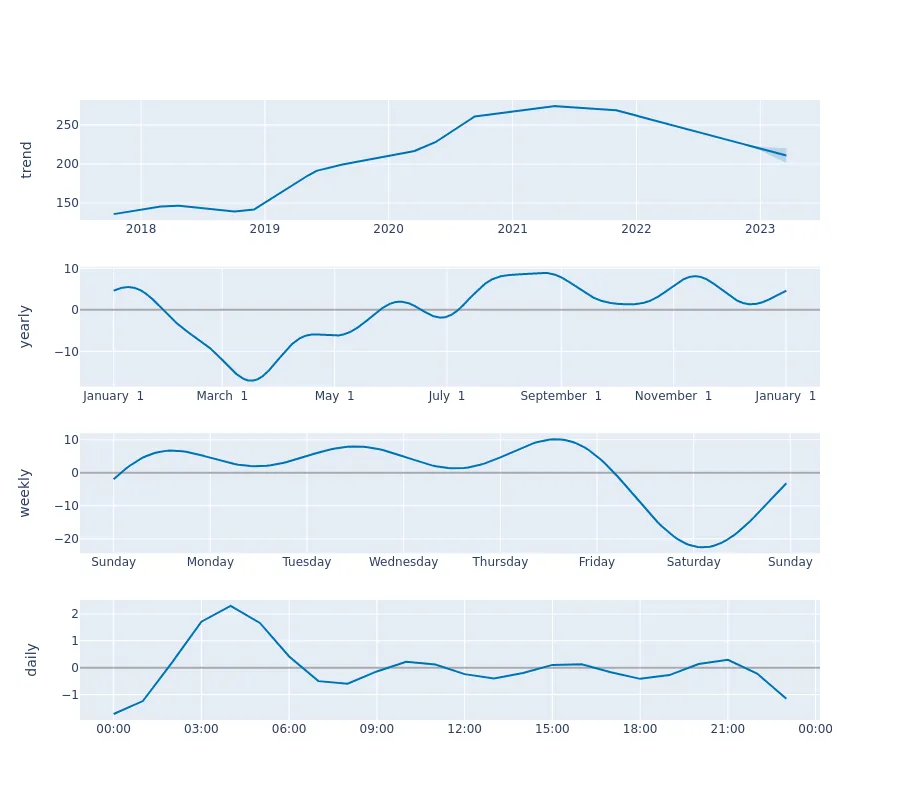 trend
250
200
150
2018 2019 2020 2021 2022 2023
yearly
10
0
−10
January 1 March 1 May 1 July 1 September 1 November 1 January 1
weekly
10
0
−10
−20
Sunday Monday Tuesday Wednesday Thursday Friday Saturday Sunday
daily
2
1
0
−1
00:00 03:00 06:00 09:00 12:00 15:00 18:00 21:00 00:00